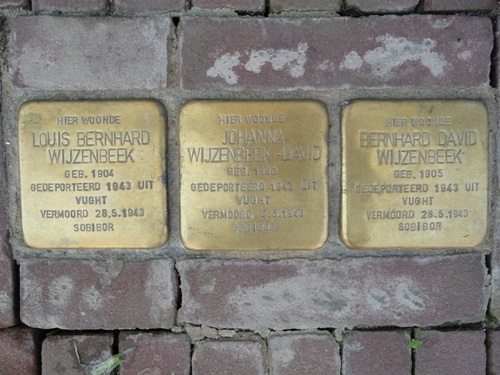 HIER WOONDE
LOUIS BERNHARD
WIJZENBEEK
GEB. 1904
GEDEPORTEERD 1943 UIT
VUGHT
VERMOORD 28.5.1943
SOBIBOR
HIER WOONDE
JOHANNA
WIJZENBEEK-DAVID
GEB.
GEDEPORTEERD 1943 UIT
VUGHT
VERMOORD 1943
SOBIBOR
HIER WOONDE
BERNHARD DAVID
WIJZENBEEK
GEB. 1905
GEDEPORTEERD 1943 UIT
VUGHT
VERMOORD 28.5.1943
SOBIBOR